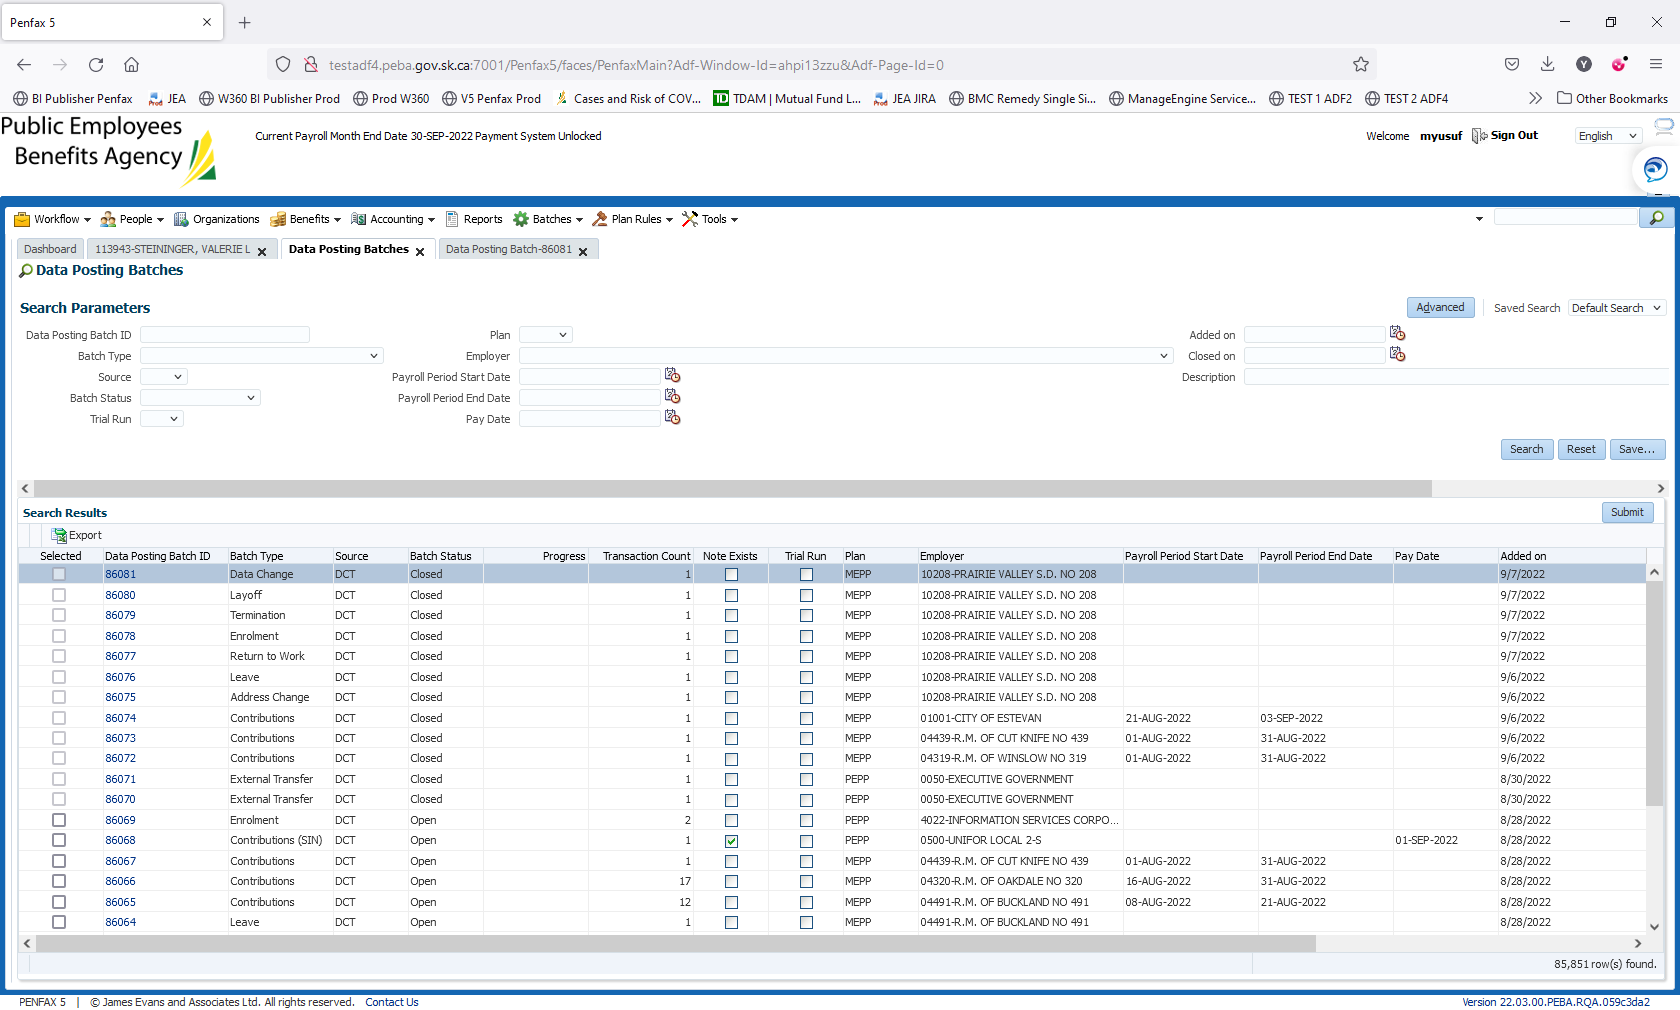 Penfax 5
testadf4.peba.gov.sk.ca:7001/Penfax5/faces/PenfaxMain?Adf-Window-Id=ahpi13zzu&Adf-Page-Id=0
Y
BI Publisher Penfax JEA W360 BI Publisher Prod Prod W360 V5 Penfax Prod Cases and Risk of COV... TD TDAM | Mutual Fund L... JEA JIRA BMC Remedy Single Si... ManageEngine Service... TEST 1 ADF2 TEST 2 ADF4 Other Bookmarks
Public Employees
Benefits Agency
Current Payroll Month End Date 30-SEP-2022 Payment System Unlocked
Welcome myusuf Sign Out English
Workflow People Organizations Benefits Accounting Reports Batches Plan Rules Tools
Dashboard 113943-STEININGER, VALERIE L Data Posting Batches Data Posting Batch-86081
Data Posting Batches
Search Parameters
Advanced Saved Search Default Search
Data Posting Batch ID Plan Added on
Batch Type Employer Closed on
Source Payroll Period Start Date Description
Batch Status Payroll Period End Date
Trial Run Pay Date
Search Reset Save...
Search Results Submit
Export
Selected Data Posting Batch ID Batch Type Source Batch Status Progress Transaction Count Note Exists Trial Run Plan Employer Payroll Period Start Date Payroll Period End Date Pay Date Added on
86081 Data Change DCT Closed 1 MEPP 10208-PRAIRIE VALLEY S.D. NO 208 9/7/2022
86080 Layoff DCT Closed 1 MEPP 10208-PRAIRIE VALLEY S.D. NO 208 9/7/2022
86079 Termination DCT Closed 1 MEPP 10208-PRAIRIE VALLEY S.D. NO 208 9/7/2022
86078 Enrolment DCT Closed 1 MEPP 10208-PRAIRIE VALLEY S.D. NO 208 9/7/2022
86077 Return to Work DCT Closed 1 MEPP 10208-PRAIRIE VALLEY S.D. NO 208 9/7/2022
86076 Leave DCT Closed 1 MEPP 10208-PRAIRIE VALLEY S.D. NO 208 9/6/2022
86075 Address Change DCT Closed 1 MEPP 10208-PRAIRIE VALLEY S.D. NO 208 9/6/2022
86074 Contributions DCT Closed 1 MEPP 01001-CITY OF ESTEVAN 21-AUG-2022 03-SEP-2022 9/6/2022
86073 Contributions DCT Closed 1 MEPP 04439-R.M. OF CUT KNIFE NO 439 01-AUG-2022 31-AUG-2022 9/6/2022
86072 Contributions DCT Closed 1 MEPP 04319-R.M. OF WINSLOW NO 319 01-AUG-2022 31-AUG-2022 9/6/2022
86071 External Transfer DCT Closed 1 PEPP 0050-EXECUTIVE GOVERNMENT 8/30/2022
86070 External Transfer DCT Closed 1 PEPP 0050-EXECUTIVE GOVERNMENT 8/30/2022
86069 Enrolment DCT Open 2 PEPP 4022-INFORMATION SERVICES CORPO... 8/28/2022
86068 Contributions (SIN) DCT Open 1 PEPP 0500-UNIFOR LOCAL 2-S 01-SEP-2022 8/28/2022
86067 Contributions DCT Open 1 MEPP 04439-R.M. OF CUT KNIFE NO 439 01-AUG-2022 31-AUG-2022 8/28/2022
86066 Contributions DCT Open 17 MEPP 04320-R.M. OF OAKDALE NO 320 16-AUG-2022 31-AUG-2022 8/28/2022
86065 Contributions DCT Open 12 MEPP 04491-R.M. OF BUCKLAND NO 491 08-AUG-2022 21-AUG-2022 8/28/2022
86064 Leave DCT Open 1 MEPP 04491-R.M. OF BUCKLAND NO 491 8/28/2022
85,851 row(s) found.
PENFAX 5 | © James Evans and Associates Ltd. All rights reserved. Contact Us Version 22.03.00.PEBA.RQA.059c3da2